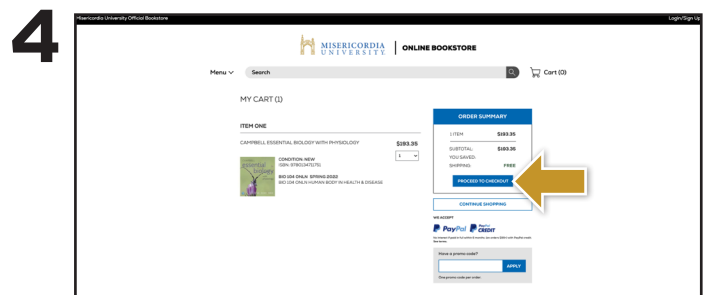 4
Misericordia University Official Bookstore
Login/Sign Up
MISERICORDIA
UNIVERSITY
ONLINE BOOKSTORE
Menu
Search
Cart (0)
MY CART (1)
ITEM ONE
CAMPBELL ESSENTIAL BIOLOGY WITH PHYSIOLOGY
$193.35
1
essential
biology
CONDITION: NEW
BIO 104 ONLN SPRING 2022
BIO 104 ONLN HUMAN BODY IN HEALTH & DISEASE
ORDER SUMMARY
1 ITEM $193.35
SUBTOTAL: $193.35
YOU SAVED:
SHIPPING: FREE
PROCEED TO CHECKOUT
CONTINUE SHOPPING
WE ACCEPT
PayPal
PayPal
CREDIT
See terms.
Have a promo code?
APPLY
One promo code per order